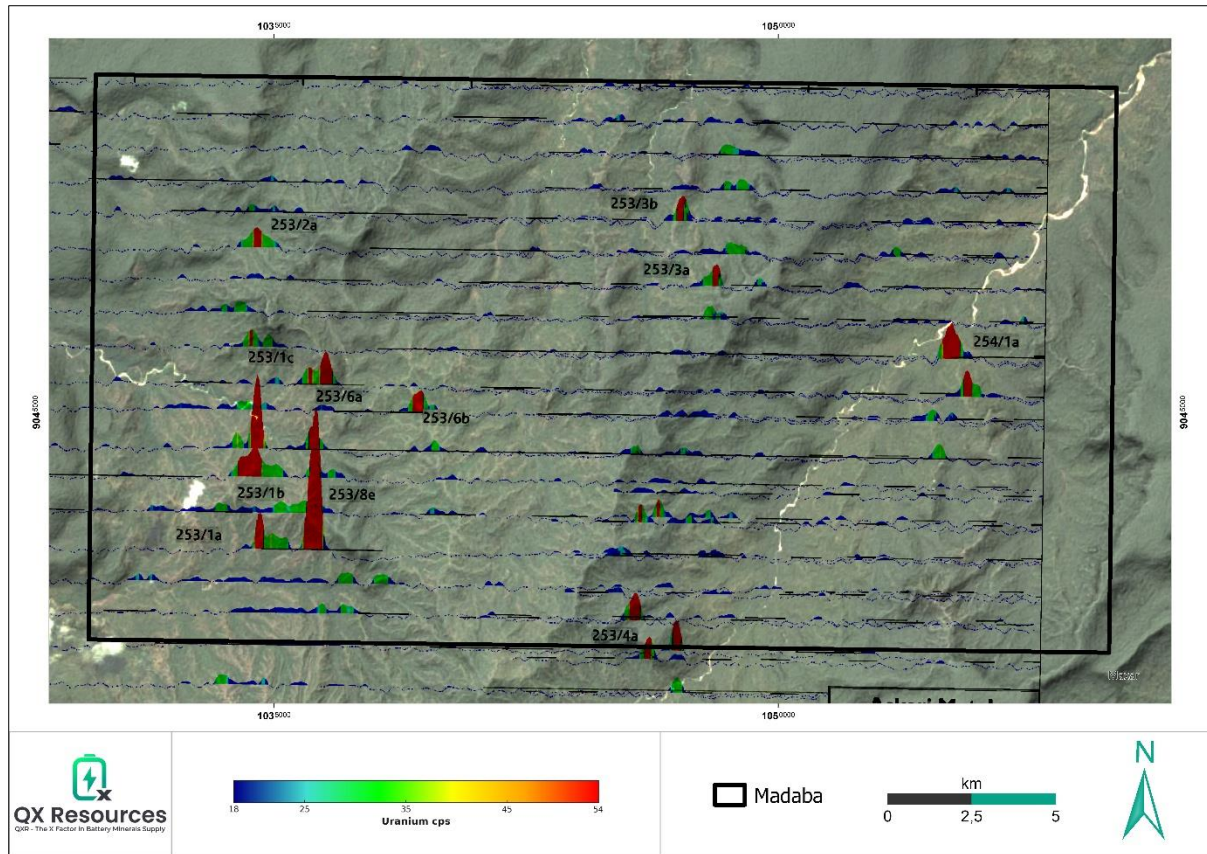 103⁵⁰⁰⁰
105⁰⁰⁰⁰
253/3b
253/2a
253/3a
254/1a
253/1c
253/6a
904⁵⁰⁰⁰
904⁵⁰⁰⁰
253/6b
253/1b
253/8e
253/1a
253/4a
103⁵⁰⁰⁰
105⁰⁰⁰⁰
QX Resources
QXR - The X Factor In Battery Minerals Supply
18
25
35
45
54
Uranium cps
Madaba
km
0
2,5
5
N